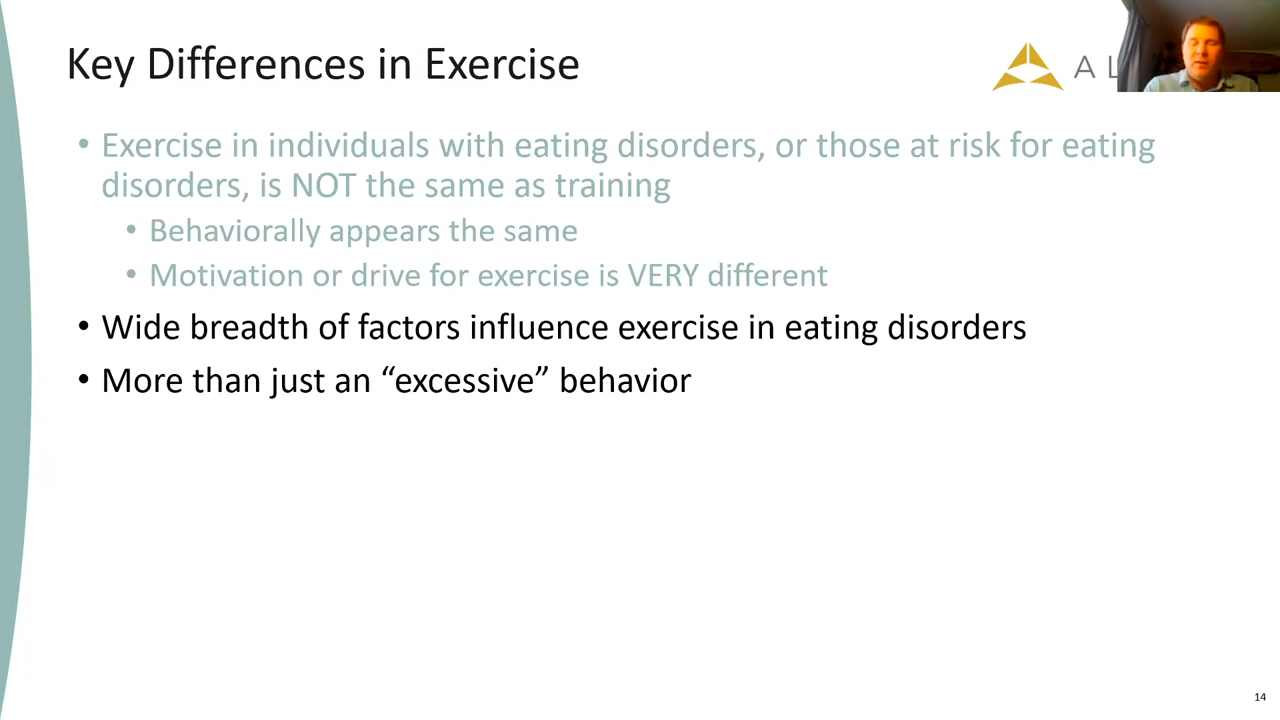 Key Differences in Exercise
A L
• Exercise in individuals with eating disorders, or those at risk for eating
disorders, is NOT the same as training
• Behaviorally appears the same
• Motivation or drive for exercise is VERY different
• Wide breadth of factors influence exercise in eating disorders
• More than just an “excessive” behavior
14